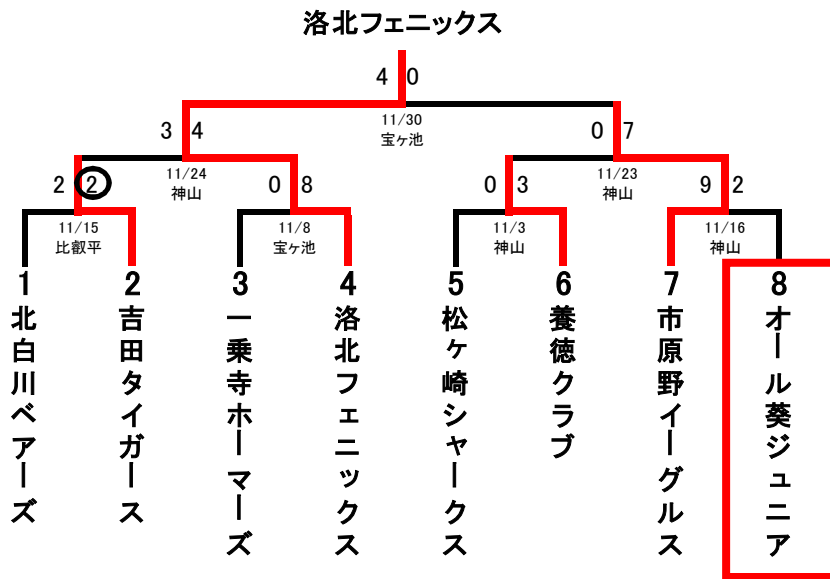 洛北フェニックス
4 0
11/30
宝ヶ池
3 4
0 7
11/24
神山
11/23
神山
2 2
0 8
0 3
9 2
11/15
比叡平
11/8
宝ヶ池
11/3
神山
11/16
神山
1 北白川ベアーズ
2 吉田タイガース
3 一乗寺ホーマーズ
4 洛北フェニックス
5 松ヶ崎シャークス
6 養徳クラブ
7 市原野イーグルス
8 オール葵ジュニア